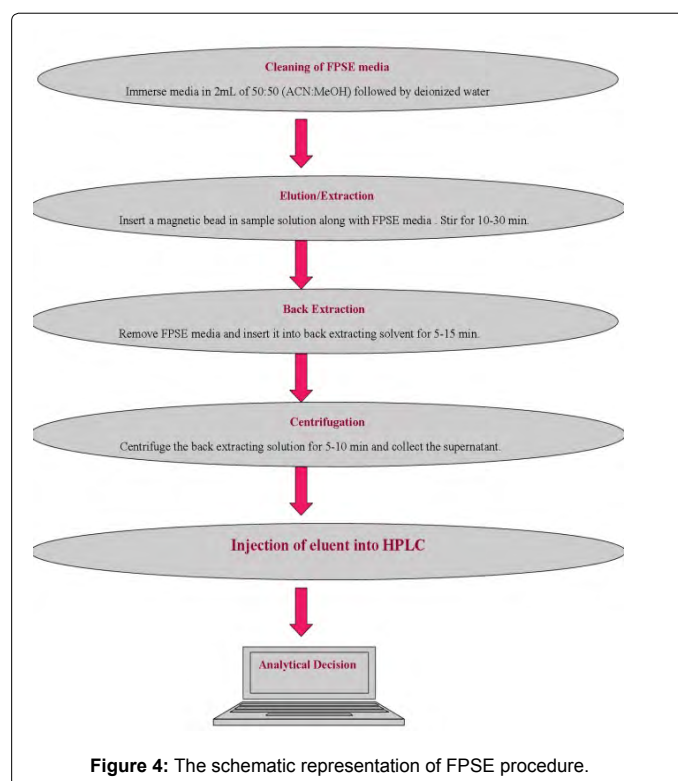 Cleaning of FPSE media
Immerse media in 2mL of 50:50 (ACN:MeOH) followed by deionized water
Elution/Extraction
Insert a magnetic bead in sample solution along with FPSE media . Stir for 10-30 min.
Back Extraction
Remove FPSE media and insert it into back extracting solvent for 5-15 min.
Centrifugation
Centrifuge the back extracting solution for 5-10 min and collect the supernatant.
Injection of eluent into HPLC
Analytical Decision
Figure 4: The schematic representation of FPSE procedure.